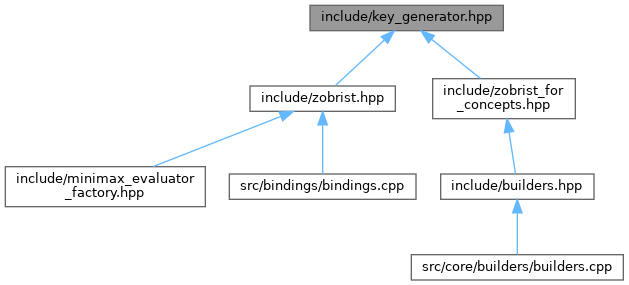 include/key_generator.hpp
include/zobrist.hpp
include/zobrist_for
_concepts.hpp
include/minimax_evaluator
_factory.hpp
src/bindings/bindings.cpp
include/builders.hpp
src/core/builders/builders.cpp